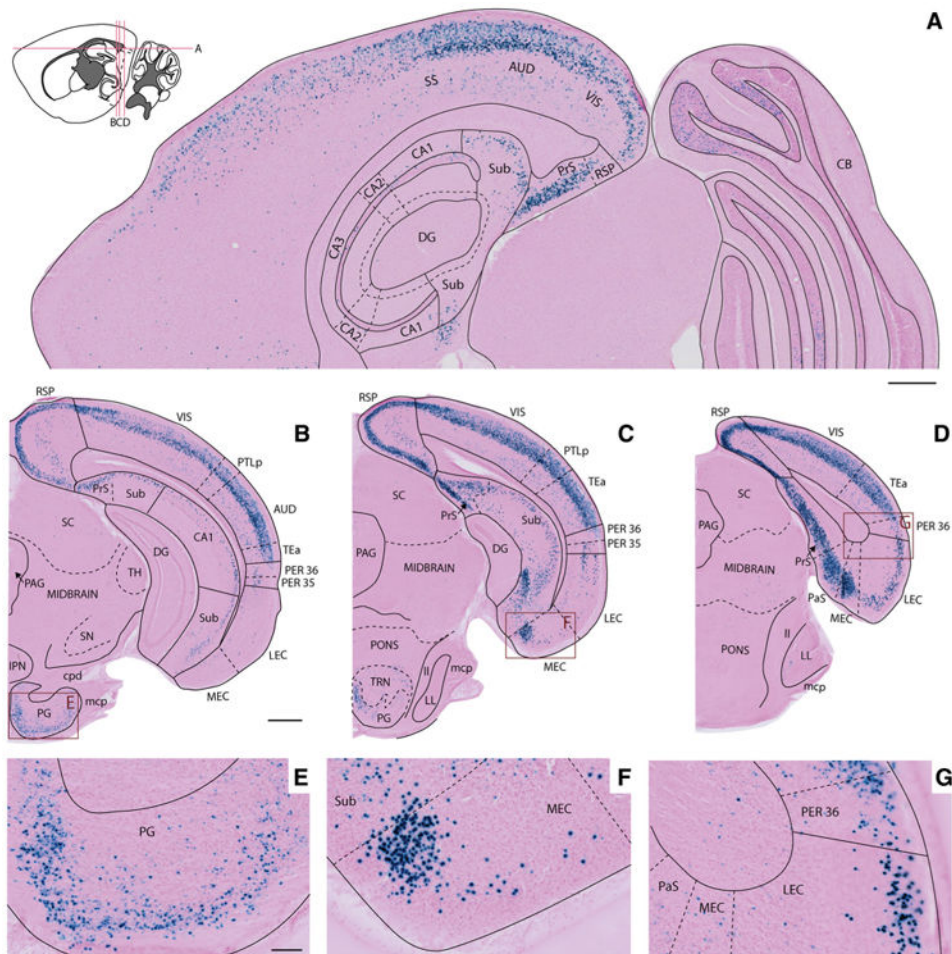 A
A
BCD
SS
AUD
VIS
CA1
Sub
PrS
RSP
CB
CA2
CA3
DG
Sub
CA2
CA1
RSP
VIS
B
PTLp
PrS
Sub
AUD
SC
CA1
DG
TEa
PER 36
PER 35
TH
PAG
MIDBRAIN
Sub
LEC
SN
IPN
cpd
MEC
mcp
PG
E
RSP
VIS
C
PTLp
TEa
SC
PrS
Sub
DG
PER 36
PER 35
PAG
MIDBRAIN
LEC
F
PONS
MEC
II
mcp
TRN
LL
PG
RSP
VIS
D
TEa
SC
G
PER 36
PAG
PrS
MIDBRAIN
PaS
LEC
MEC
II
PONS
LL
mcp
E
PG
F
Sub
MEC
G
PER 36
LEC
PaS
MEC